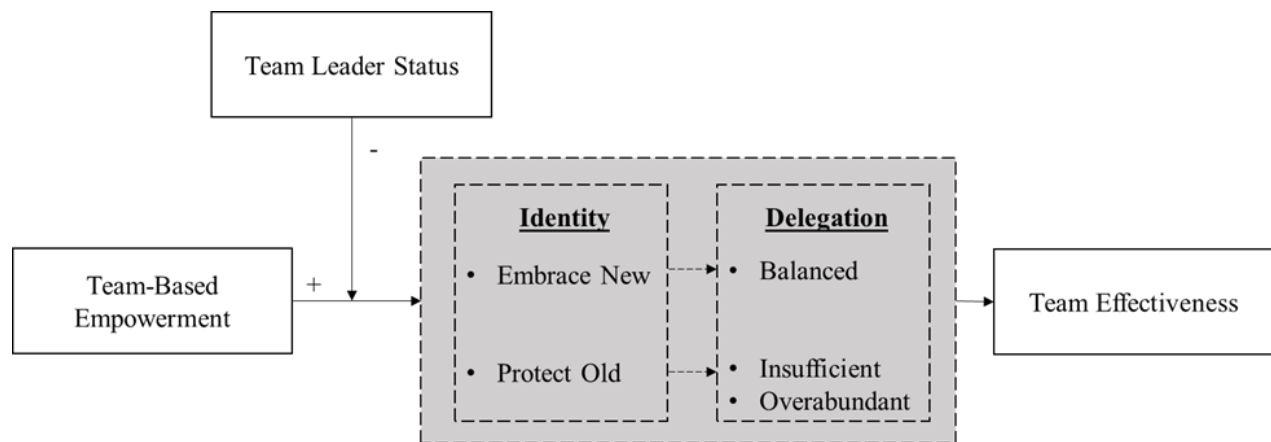 Team Leader Status
-
Identity
Delegation
• Embrace New
• Balanced
Team-Based
Empowerment
+
Team Effectiveness
• Protect Old
• Insufficient
• Overabundant